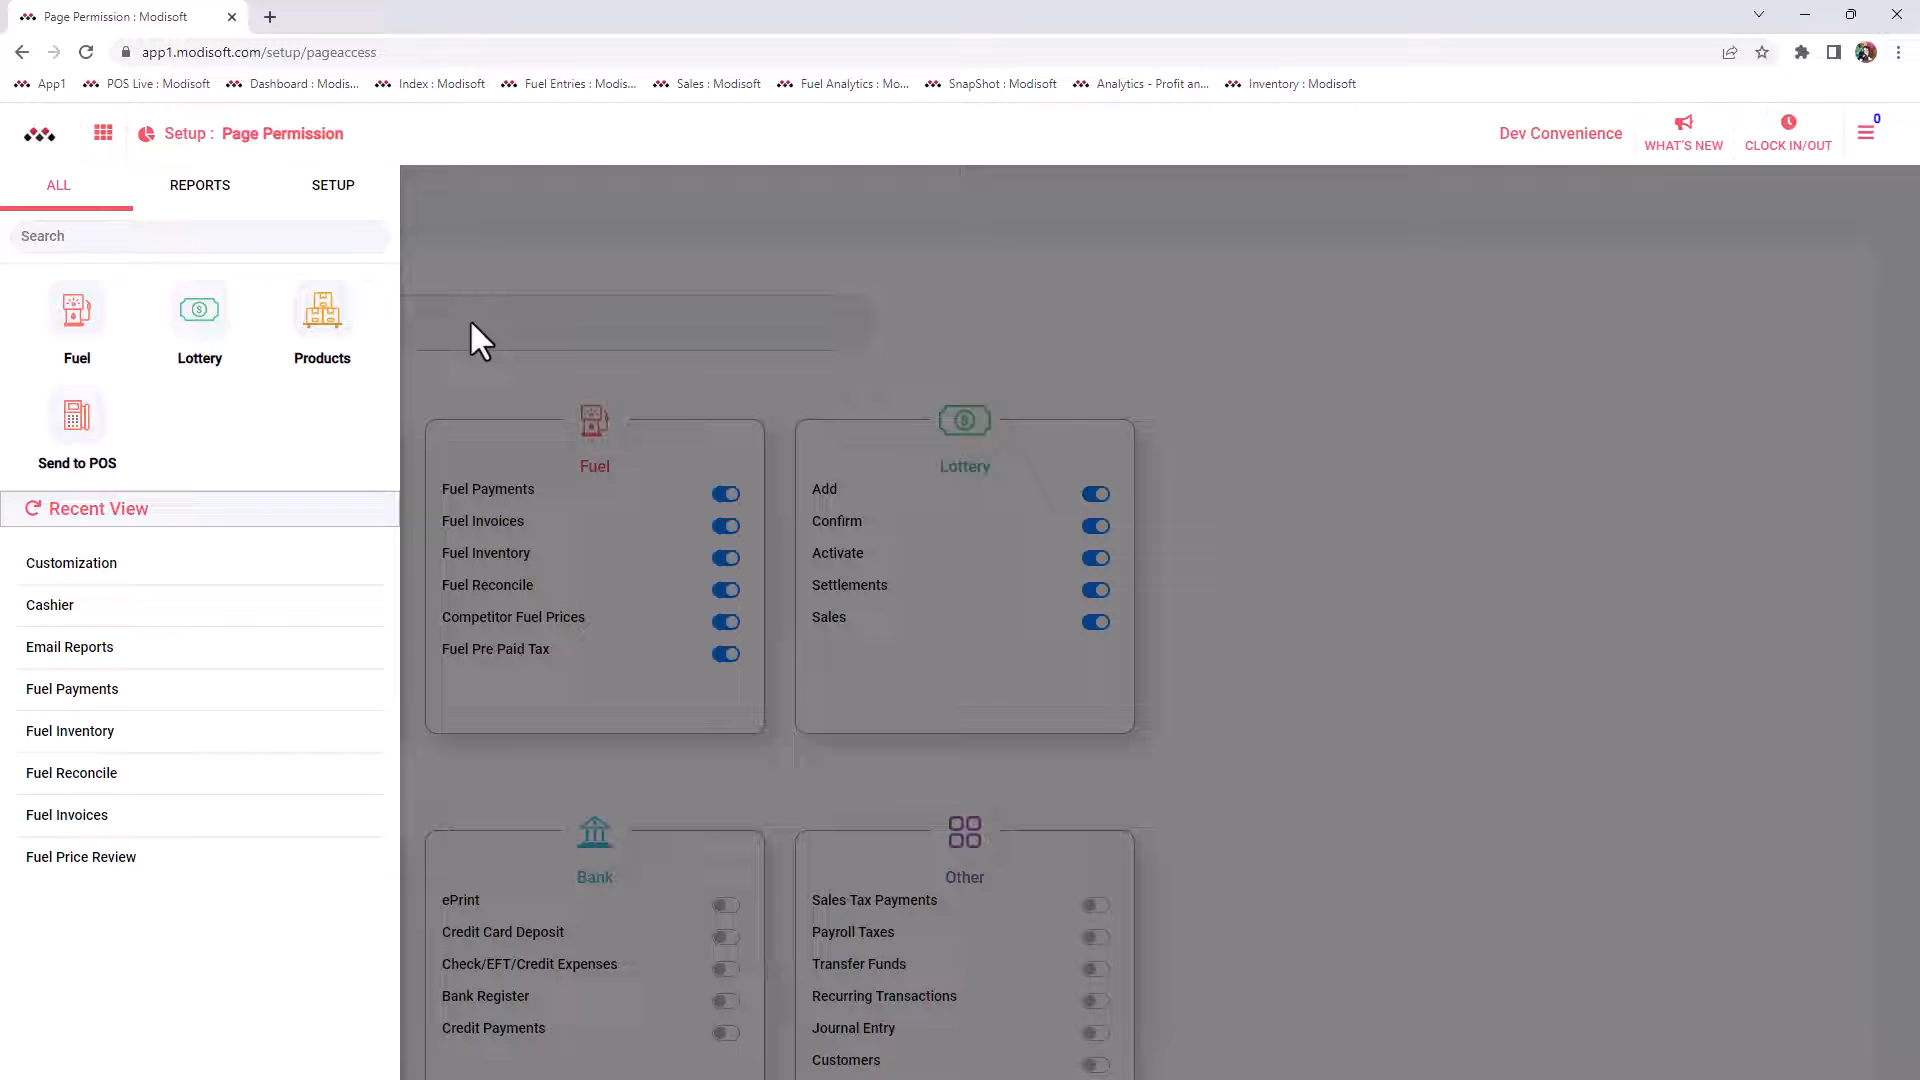 Page Permission : Modisoft
app1.modisoft.com/setup/pageaccess
App1
POS Live : Modisoft
Dashboard : Modis...
Index : Modisoft
Fuel Entries : Modis...
Sales : Modisoft
Fuel Analytics : Mo...
SnapShot : Modisoft
Analytics - Profit an...
Inventory : Modisoft
Setup : Page Permission
Dev Convenience
WHAT'S NEW
CLOCK IN/OUT
0
ALL
REPORTS
SETUP
Search
Fuel
Lottery
Products
Send to POS
Recent View
Customization
Cashier
Email Reports
Fuel Payments
Fuel Inventory
Fuel Reconcile
Fuel Invoices
Fuel Price Review
Fuel
Fuel Payments
Fuel Invoices
Fuel Inventory
Fuel Reconcile
Competitor Fuel Prices
Fuel Pre Paid Tax
Lottery
Add
Confirm
Activate
Settlements
Sales
Bank
ePrint
Credit Card Deposit
Check/EFT/Credit Expenses
Bank Register
Credit Payments
Other
Sales Tax Payments
Payroll Taxes
Transfer Funds
Recurring Transactions
Journal Entry
Customers